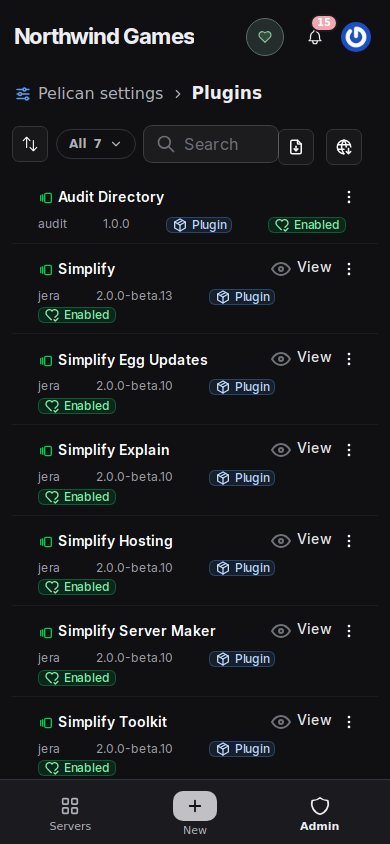 Northwind Games
15
Pelican settings > Plugins
All 7
Search
Audit Directory
audit 1.0.0 Plugin Enabled
Simplify View
jera 2.0.0-beta.13 Plugin
Enabled
Simplify Egg Updates View
jera 2.0.0-beta.10 Plugin
Enabled
Simplify Explain View
jera 2.0.0-beta.10 Plugin
Enabled
Simplify Hosting View
jera 2.0.0-beta.10 Plugin
Enabled
Simplify Server Maker View
jera 2.0.0-beta.10 Plugin
Enabled
Simplify Toolkit View
jera 2.0.0-beta.10 Plugin
Enabled
Servers New Admin